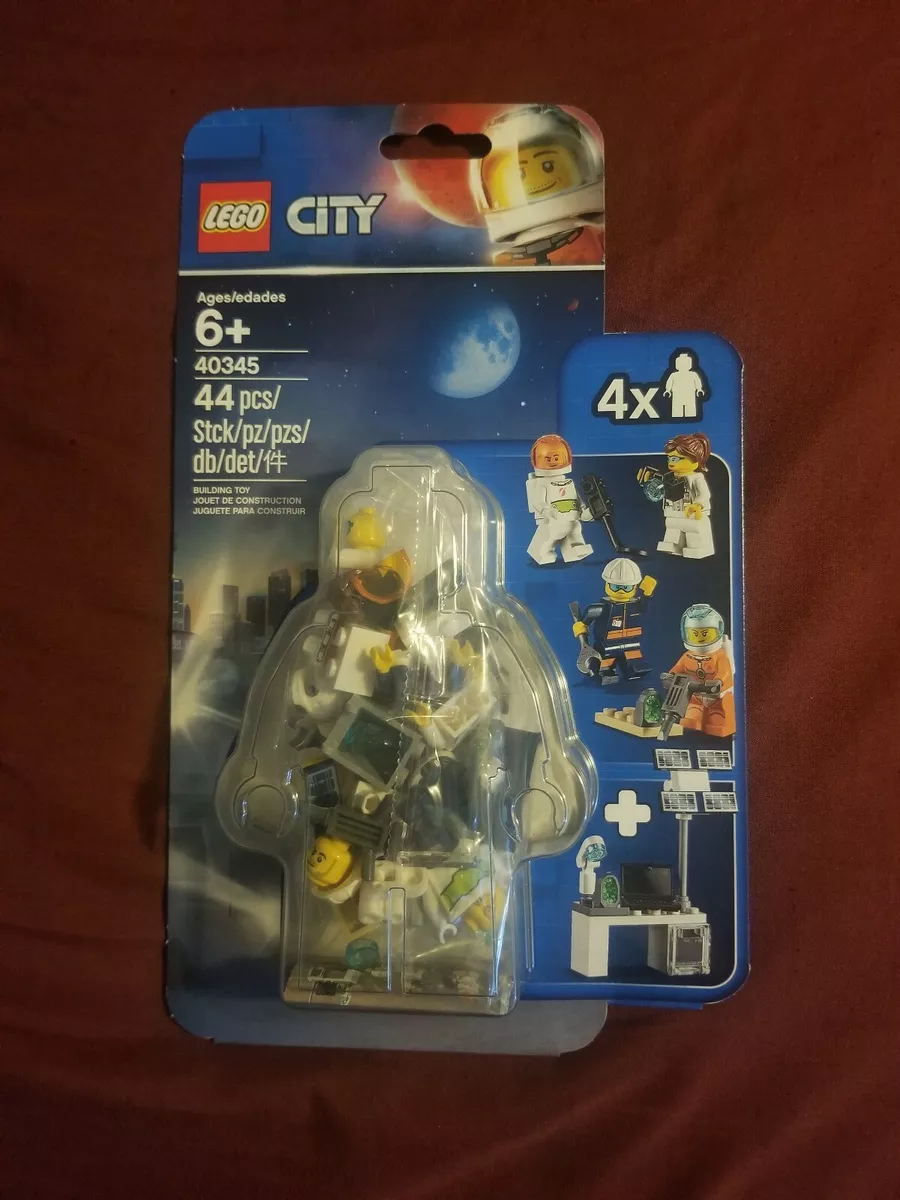 LEGO CITY
Ages/edades
6+
40345
44 pcs/
Stck/pz/pzs/
db/det/件
BUILDING TOY
JOUET DE CONSTRUCTION
JUGUETE PARA CONSTRUIR
4x